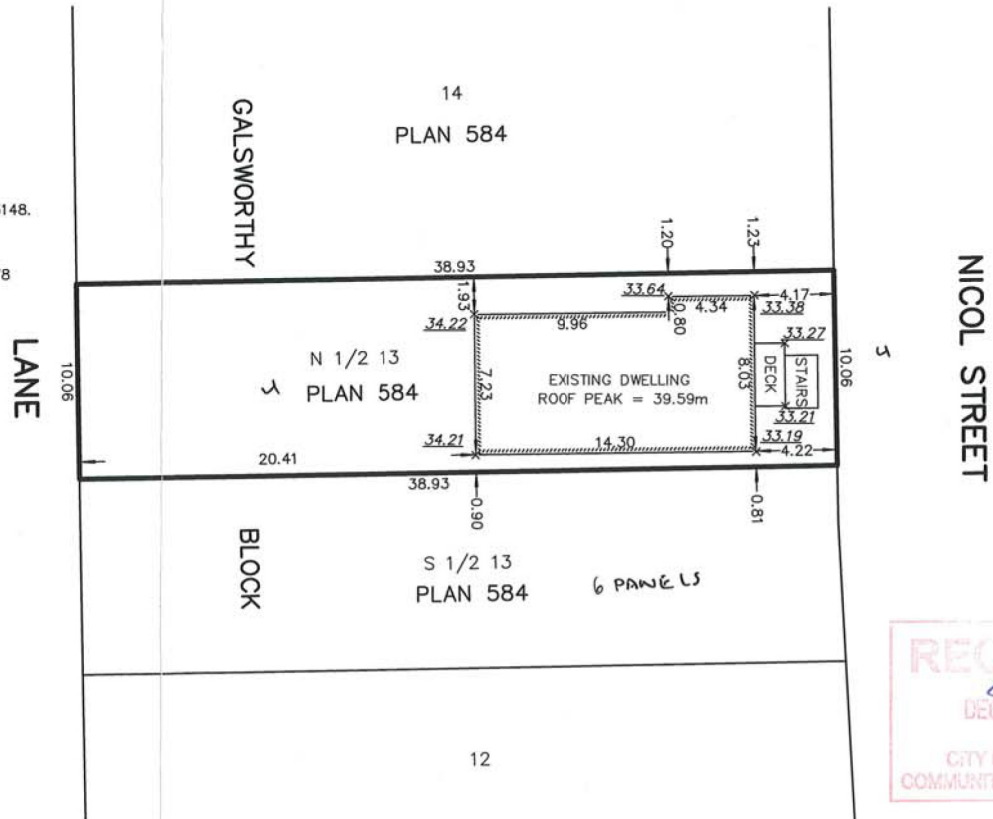 14
PLAN 584
GALSWORTHY
148.
8
NICOL STREET
LANE
38.93
1.20
1.23
1.93
33.64
4.34
4.17
33.38
34.22
9.96
0.80
33.27
10.06
N 1/2 13
PLAN 584
7.23
EXISTING DWELLING
ROOF PEAK = 39.59m
8.03
DECK
STAIRS
10.06
33.21
34.21
14.30
33.19
4.22
20.41
38.93
0.90
0.81
BLOCK
S 1/2 13
PLAN 584
6 PANELS
12
REC
DE
CITY
COMMUNIT